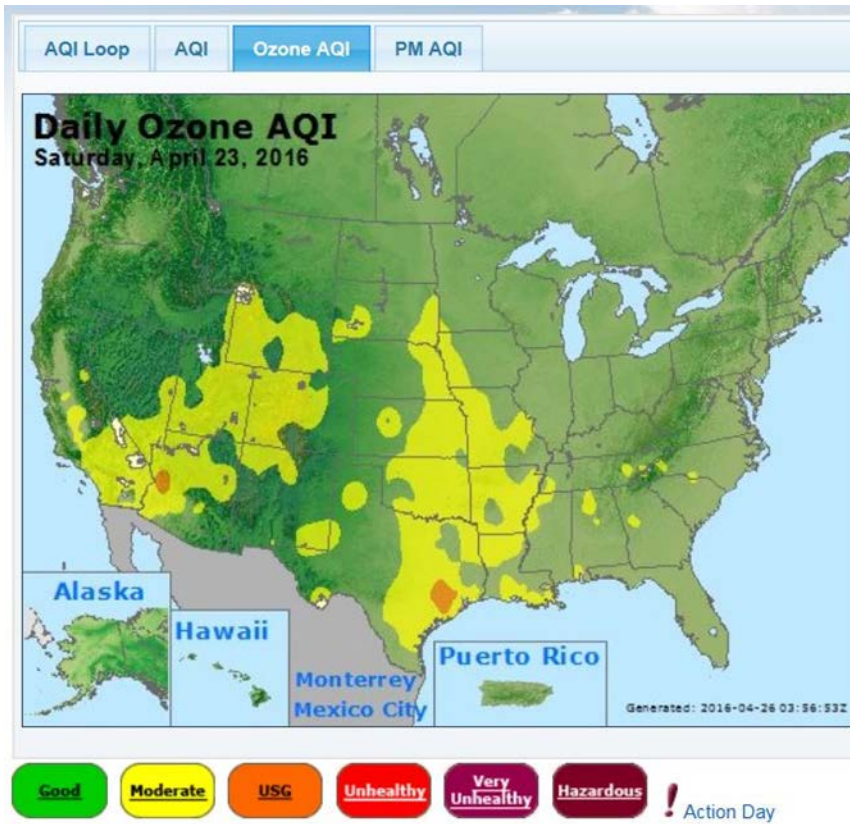 AQI Loop AQI Ozone AQI PM AQI
Daily Ozone AQI
Saturday, April 23, 2016
Alaska
Hawaii
Monterrey
Mexico City
Puerto Rico
Generated: 2016-04-26 03:56:53Z
Good Moderate USG Unhealthy Very Unhealthy Hazardous ! Action Day